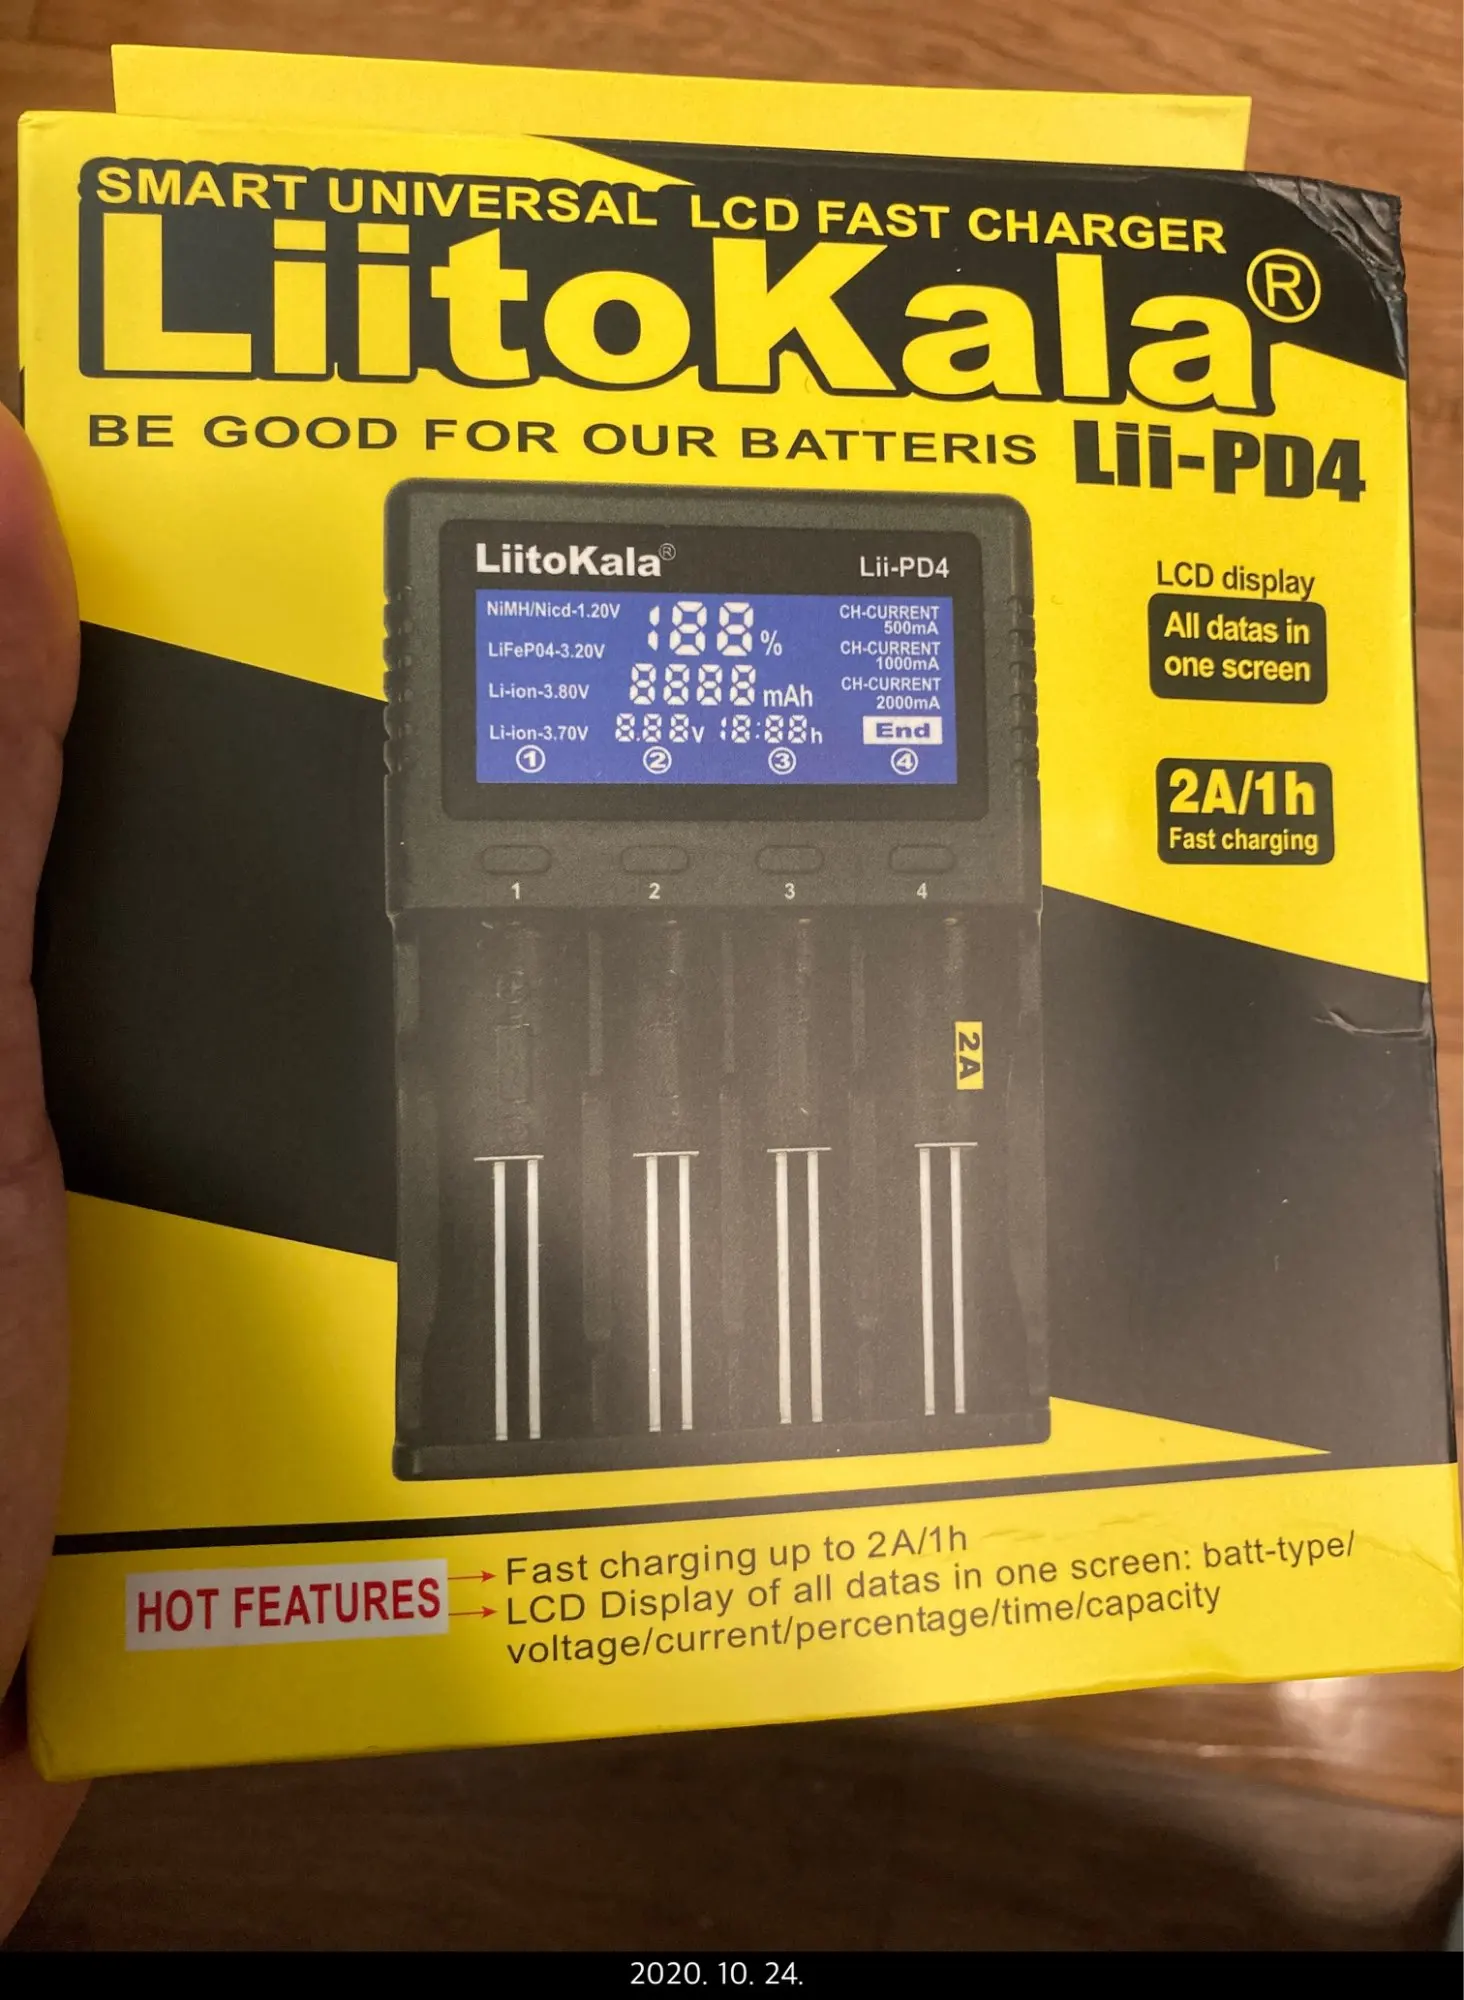 SMART UNIVERSAL LCD FAST CHARGER
LiitoKala®
BE GOOD FOR OUR BATTERIS
Lii-PD4
LiitoKala® Lii-PD4
NiMH/Nicd-1.20V 188% CH-CURRENT 500mA
LiFeP04-3.20V CH-CURRENT 1000mA
Li-ion-3.80V 8888mAh CH-CURRENT 2000mA
Li-ion-3.70V 8.88V 18:88h End
① ② ③ ④
1 2 3 4
2A
LCD display
All datas in
one screen
2A/1h
Fast charging
HOT FEATURES
Fast charging up to 2A/1h
LCD Display of all datas in one screen: batt-type/
voltage/current/percentage/time/capacity
2020. 10. 24.